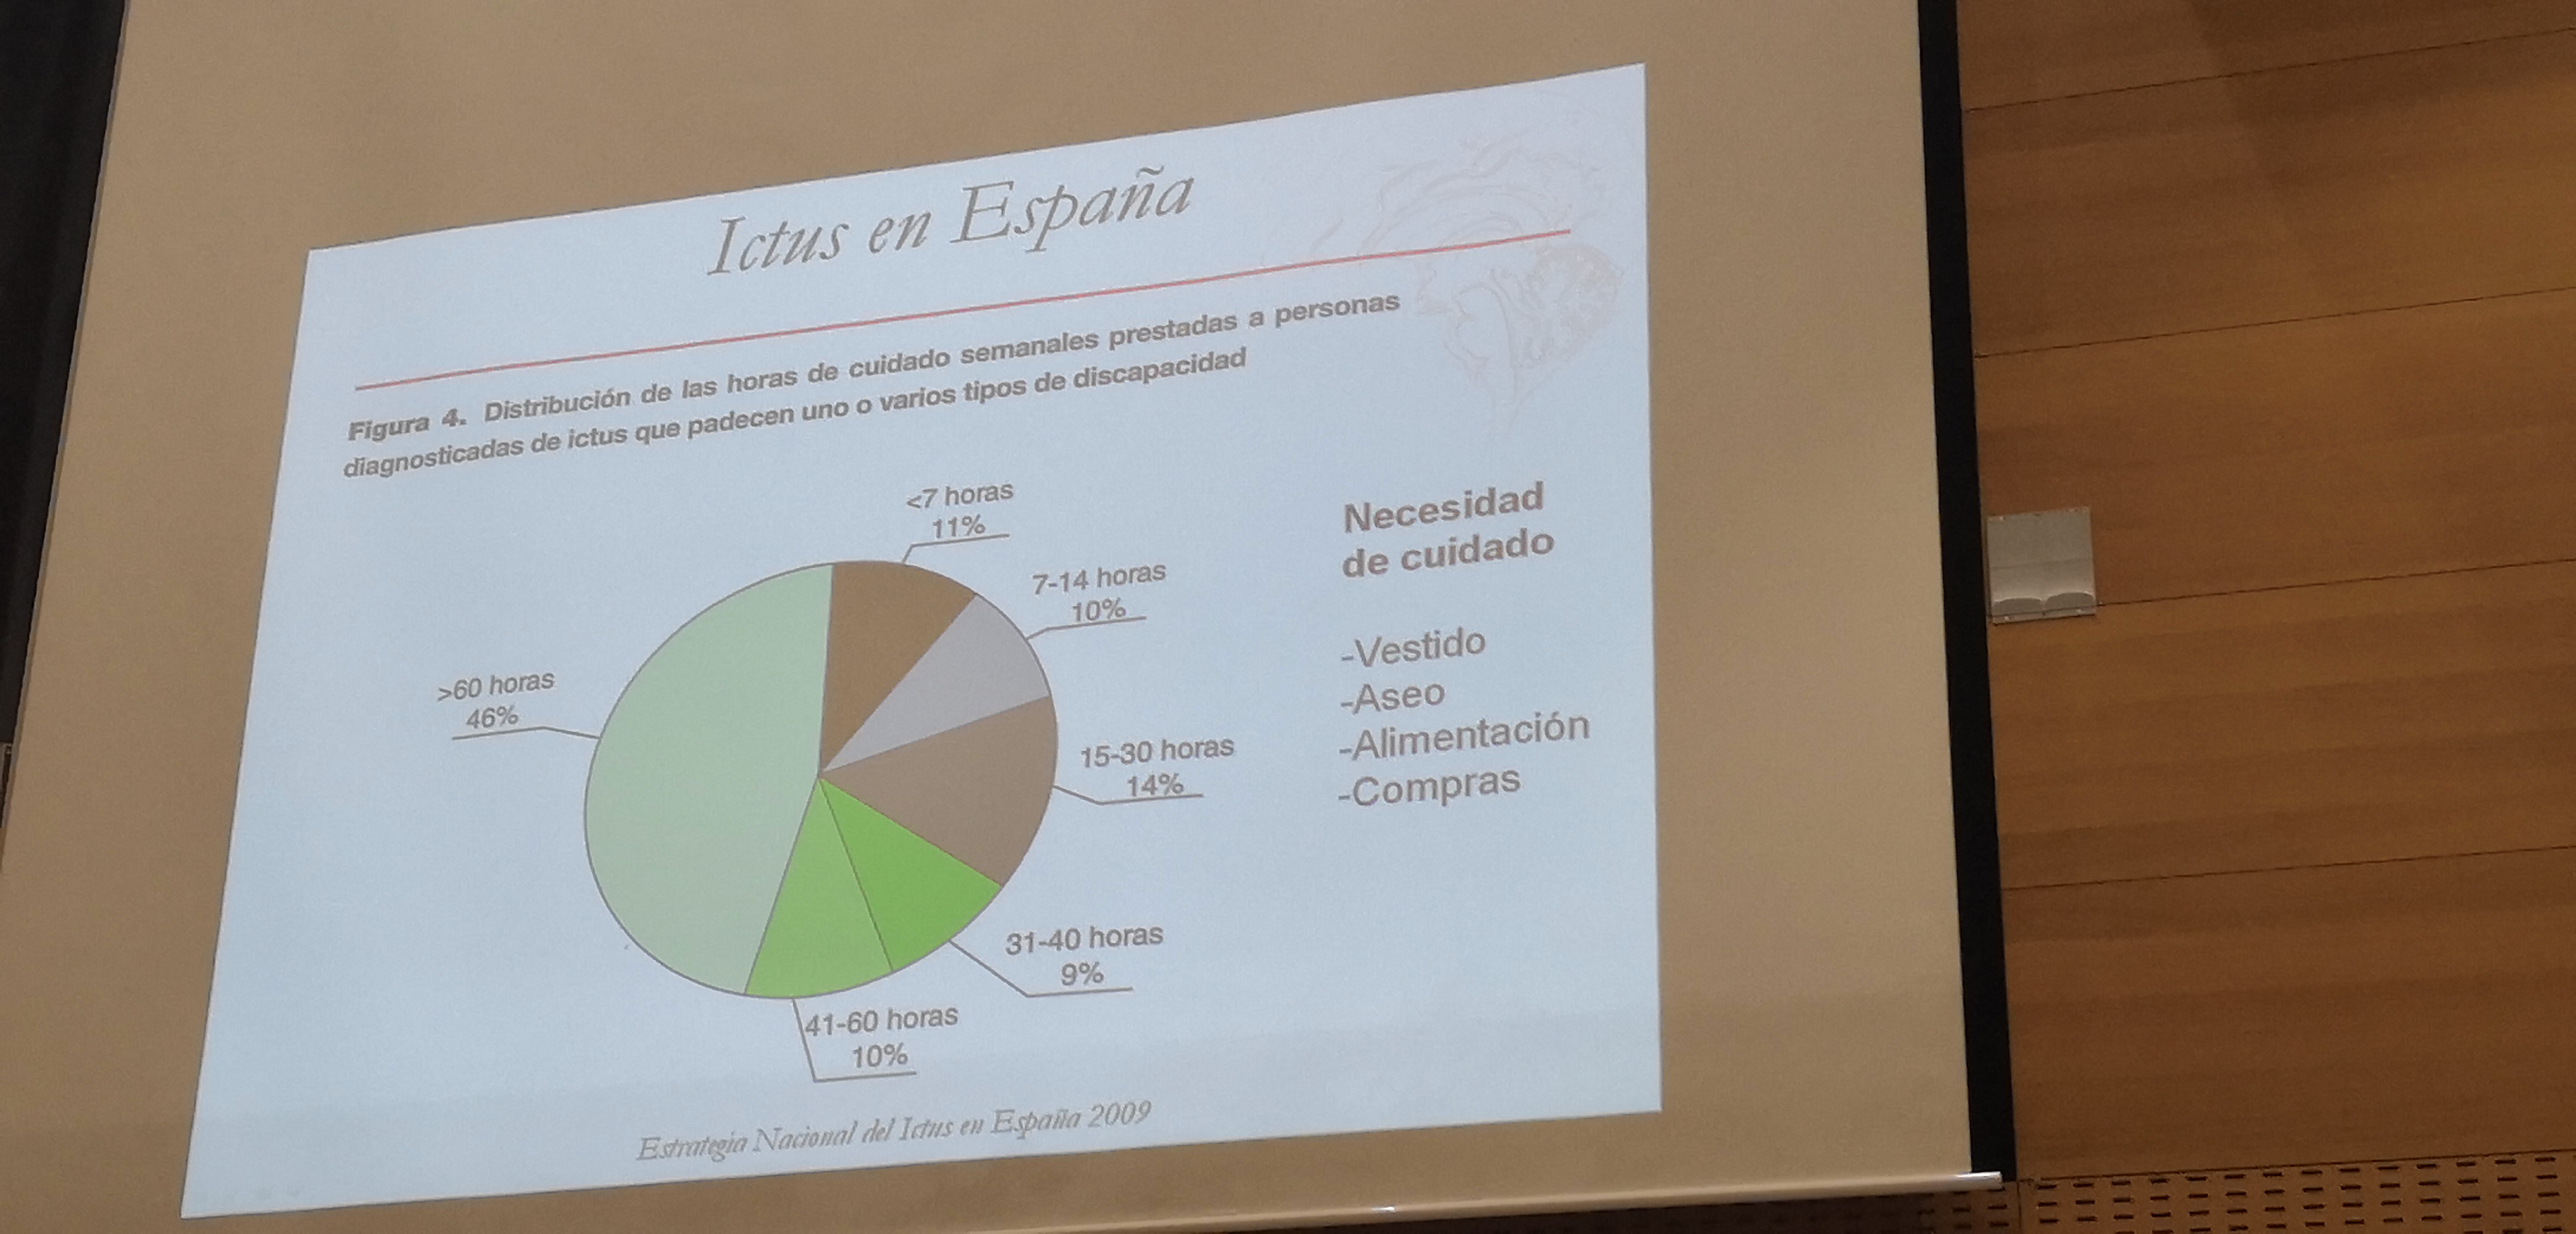 Ictus en España
Figura 4. Distribución de las horas de cuidado semanales prestadas a personas
diagnosticadas de ictus que padecen uno o varios tipos de discapacidad
<7 horas
11%
7-14 horas
10%
15-30 horas
14%
31-40 horas
9%
41-60 horas
10%
>60 horas
46%
Necesidad
de cuidado
-Vestido
-Aseo
-Alimentación
-Compras
Estrategia Nacional del Ictus en España 2009